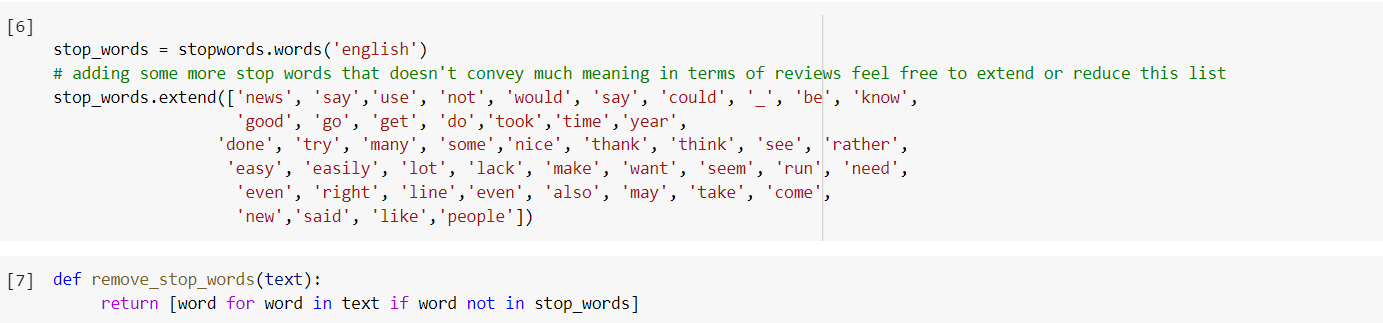 [6]
stop_words = stopwords.words('english')
# adding some more stop words that doesn't convey much meaning in terms of reviews feel free to extend or reduce this list
stop_words.extend(['news', 'say','use', 'not', 'would', 'say', 'could', '_', 'be', 'know',
'good', 'go', 'get', 'do','took','time','year',
'done', 'try', 'many', 'some','nice', 'thank', 'think', 'see', 'rather',
'easy', 'easily', 'lot', 'lack', 'make', 'want', 'seem', 'run', 'need',
'even', 'right', 'line','even', 'also', 'may', 'take', 'come',
'new','said', 'like','people'])
[7] def remove_stop_words(text):
return [word for word in text if word not in stop_words]